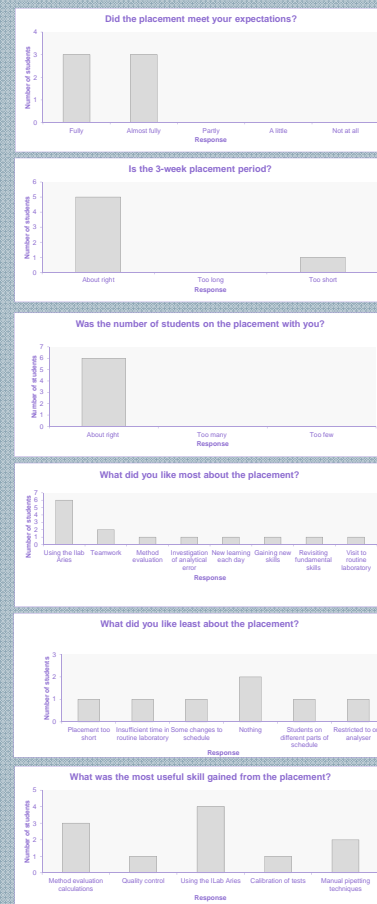 Did the placement meet your expectations?
Number of students
4
3
2
1
0
Fully Almost fully Partly A little Not at all
Response
Is the 3-week placement period?
Number of students
6
5
4
3
2
1
0
About right Too long Too short
Response
Was the number of students on the placement with you?
Number of students
7
6
5
4
3
2
1
0
About right Too many Too few
Response
What did you like most about the placement?
Number of students
7
6
5
4
3
2
1
0
Using the Ilab Aries
Teamwork
Method evaluation
Investigation of analytical error
New learning each day
Gaining new skills
Revisiting fundamental skills
Visit to routine laboratory
Response
What did you like least about the placement?
Number of students
3
2
1
0
Placement too short
Insufficient time in routine laboratory
Some changes to schedule
Nothing
Students on different parts of schedule
Restricted to analyser
Response
What was the most useful skill gained from the placement?
Number of students
5
4
3
2
1
0
Method evaluation calculations
Quality control
Using the ILab Aries
Calibration of tests
Manual pipetting techniques
Response